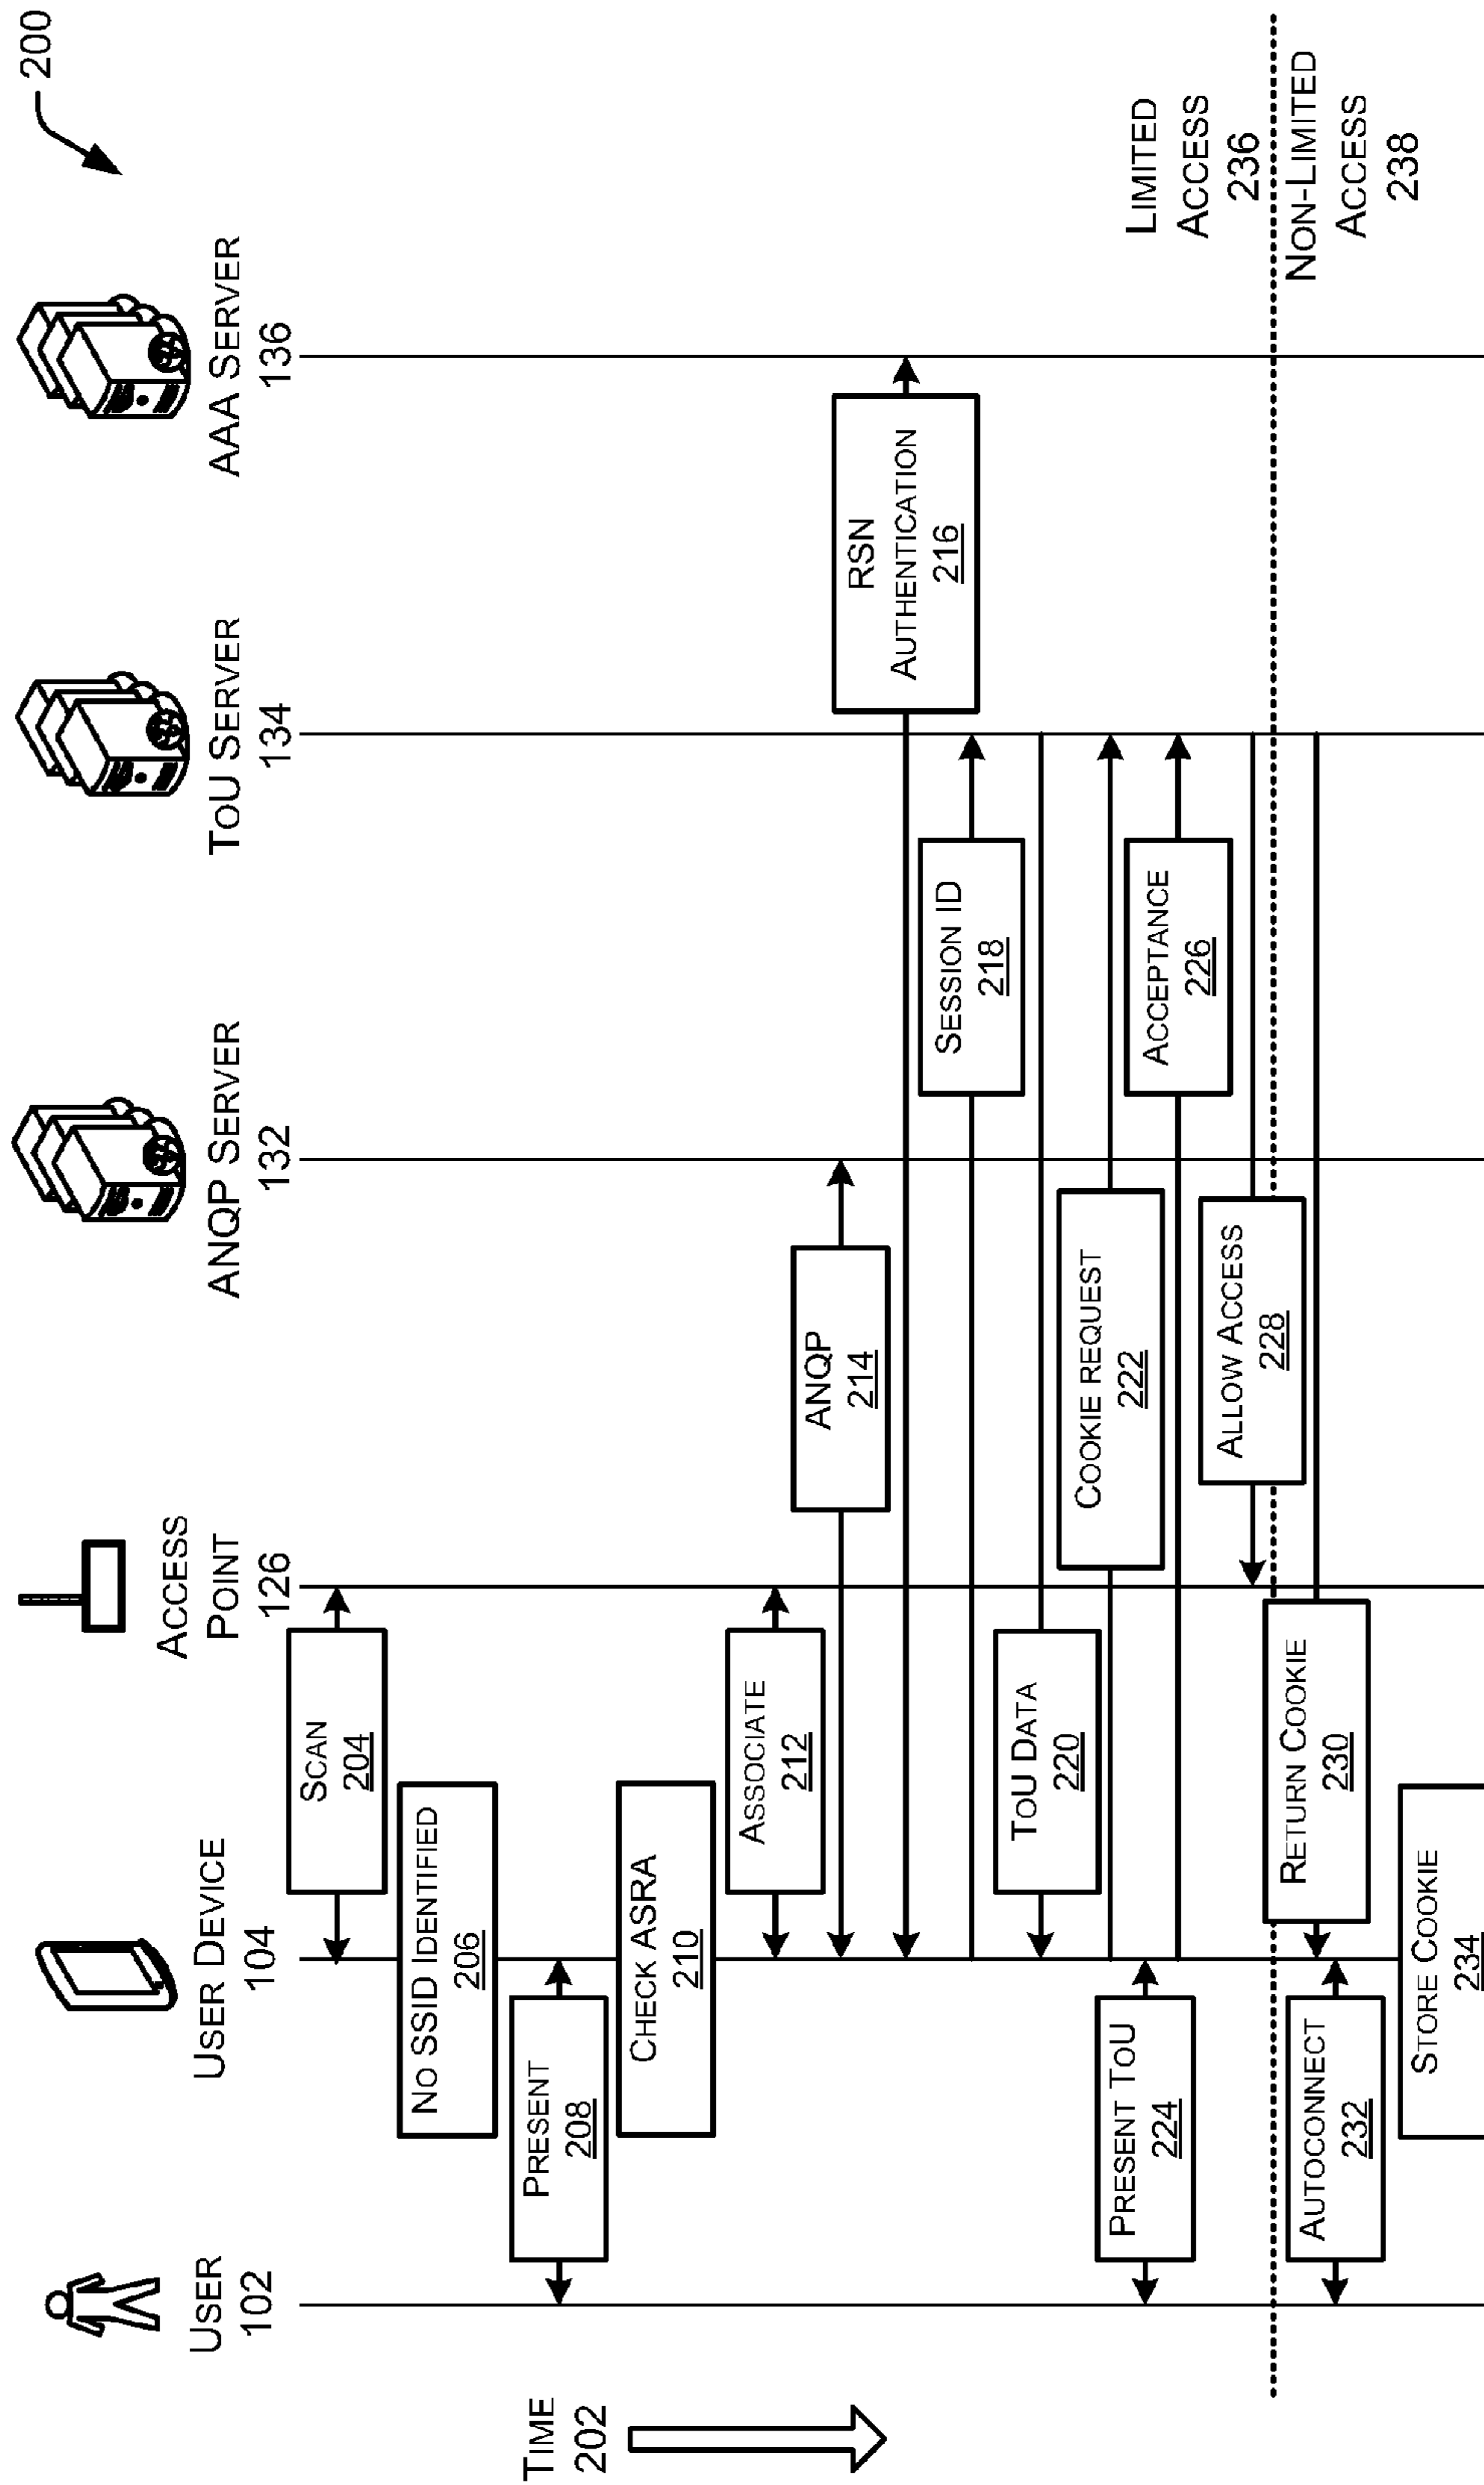 200
USER
102
USER DEVICE
104
ACCESS
POINT
126
ANQP SERVER
132
TOU SERVER
134
AAA SERVER
136
TIME
202
SCAN
204
NO SSID IDENTIFIED
206
PRESENT
208
CHECK ASRA
210
ASSOCIATE
212
ANQP
214
RSN
AUTHENTICATION
216
SESSION ID
218
TOU DATA
220
COOKIE REQUEST
222
PRESENT TOU
224
ACCEPTANCE
226
ALLOW ACCESS
228
LIMITED
ACCESS
236
NON-LIMITED
ACCESS
238
RETURN COOKIE
230
AUTOCONNECT
232
STORE COOKIE
234